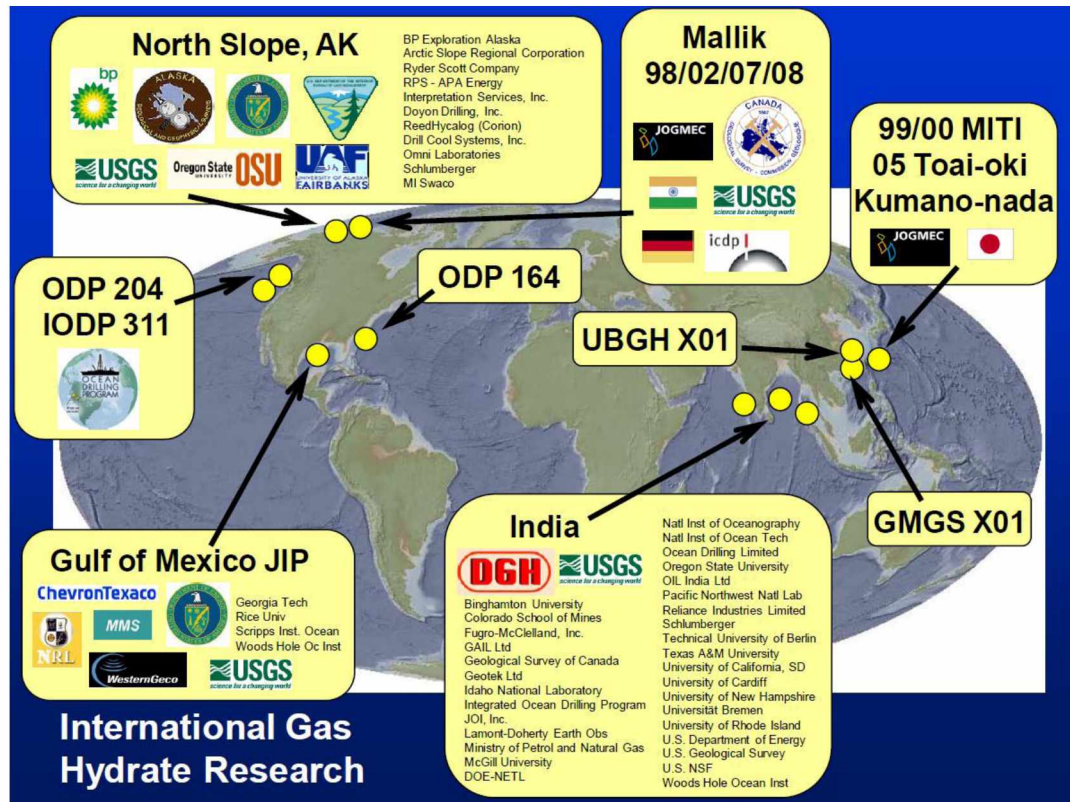 North Slope, AK
bp
ALASKA
USGS
science for a changing world
Oregon State
UNIVERSITY
OSU
UAF
UNIVERSITY OF ALASKA
FAIRBANKS
BP Exploration Alaska
Arctic Slope Regional Corporation
Ryder Scott Company
RPS - APA Energy
Interpretation Services, Inc.
Doyon Drilling, Inc.
ReedHycalog (Corion)
Drill Cool Systems, Inc.
Omni Laboratories
Schlumberger
MI Swaco
Mallik
98/02/07/08
JOGMEC
CANADA
USGS
science for a changing world
icdp
99/00 MITI
05 Toai-oki
Kumano-nada
JOGMEC
ODP 204
IODP 311
OCEAN
DRILLING
PROGRAM
ODP 164
UBGH X01
GMGS X01
Gulf of Mexico JIP
ChevronTexaco
NRL
MMS
WesternGeco
USGS
science for a changing world
Georgia Tech
Rice Univ
Scripps Inst. Ocean
Woods Hole Oc Inst
India
DGH
USGS
science for a changing world
Binghamton University
Colorado School of Mines
Fugro-McClelland, Inc.
GAIL Ltd
Geological Survey of Canada
Geotek Ltd
Idaho National Laboratory
Integrated Ocean Drilling Program
JOI, Inc.
Lamont-Doherty Earth Obs
Ministry of Petrol and Natural Gas
McGill University
DOE-NETL
Natl Inst of Oceanography
Natl Inst of Ocean Tech
Ocean Drilling Limited
Oregon State University
OIL India Ltd
Pacific Northwest Natl Lab
Reliance Industries Limited
Schlumberger
Technical University of Berlin
Texas A&M University
University of California, SD
University of Cardiff
University of New Hampshire
Universität Bremen
University of Rhode Island
U.S. Department of Energy
U.S. Geological Survey
U.S. NSF
Woods Hole Ocean Inst
International Gas
Hydrate Research